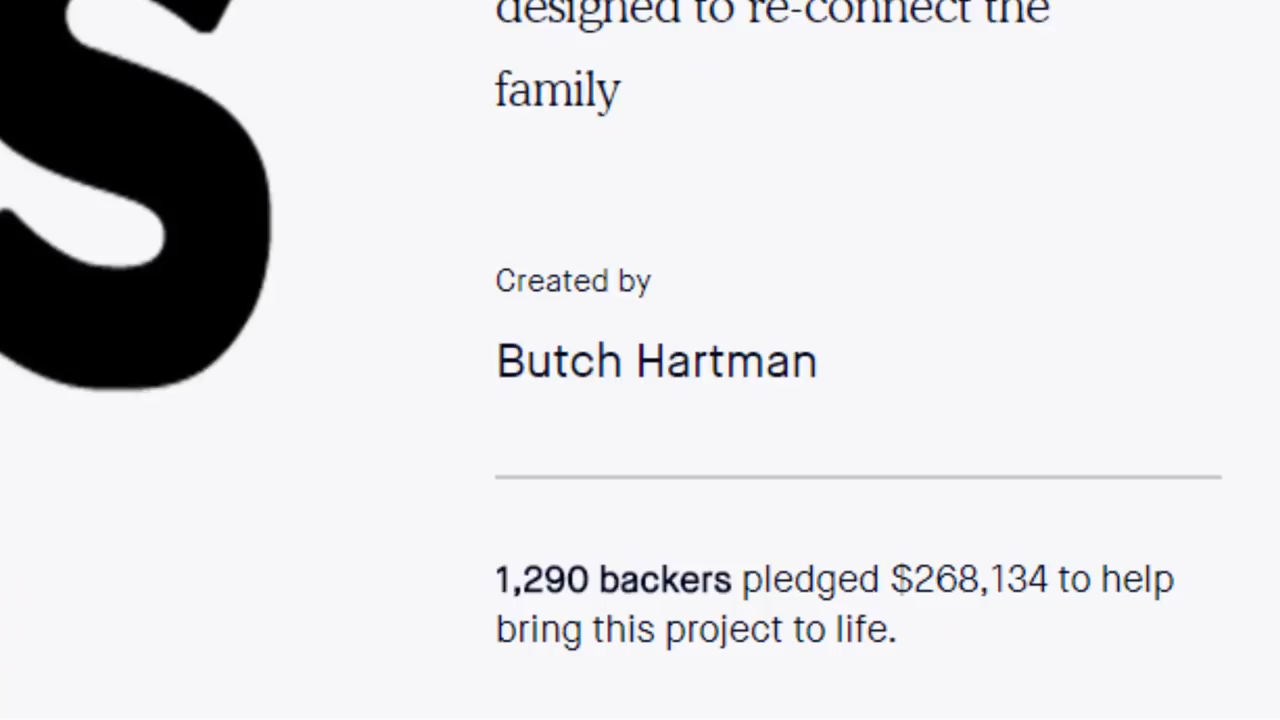 designed to re-connect the
family
S
Created by
Butch Hartman
1,290 backers pledged $268,134 to help
bring this project to life.